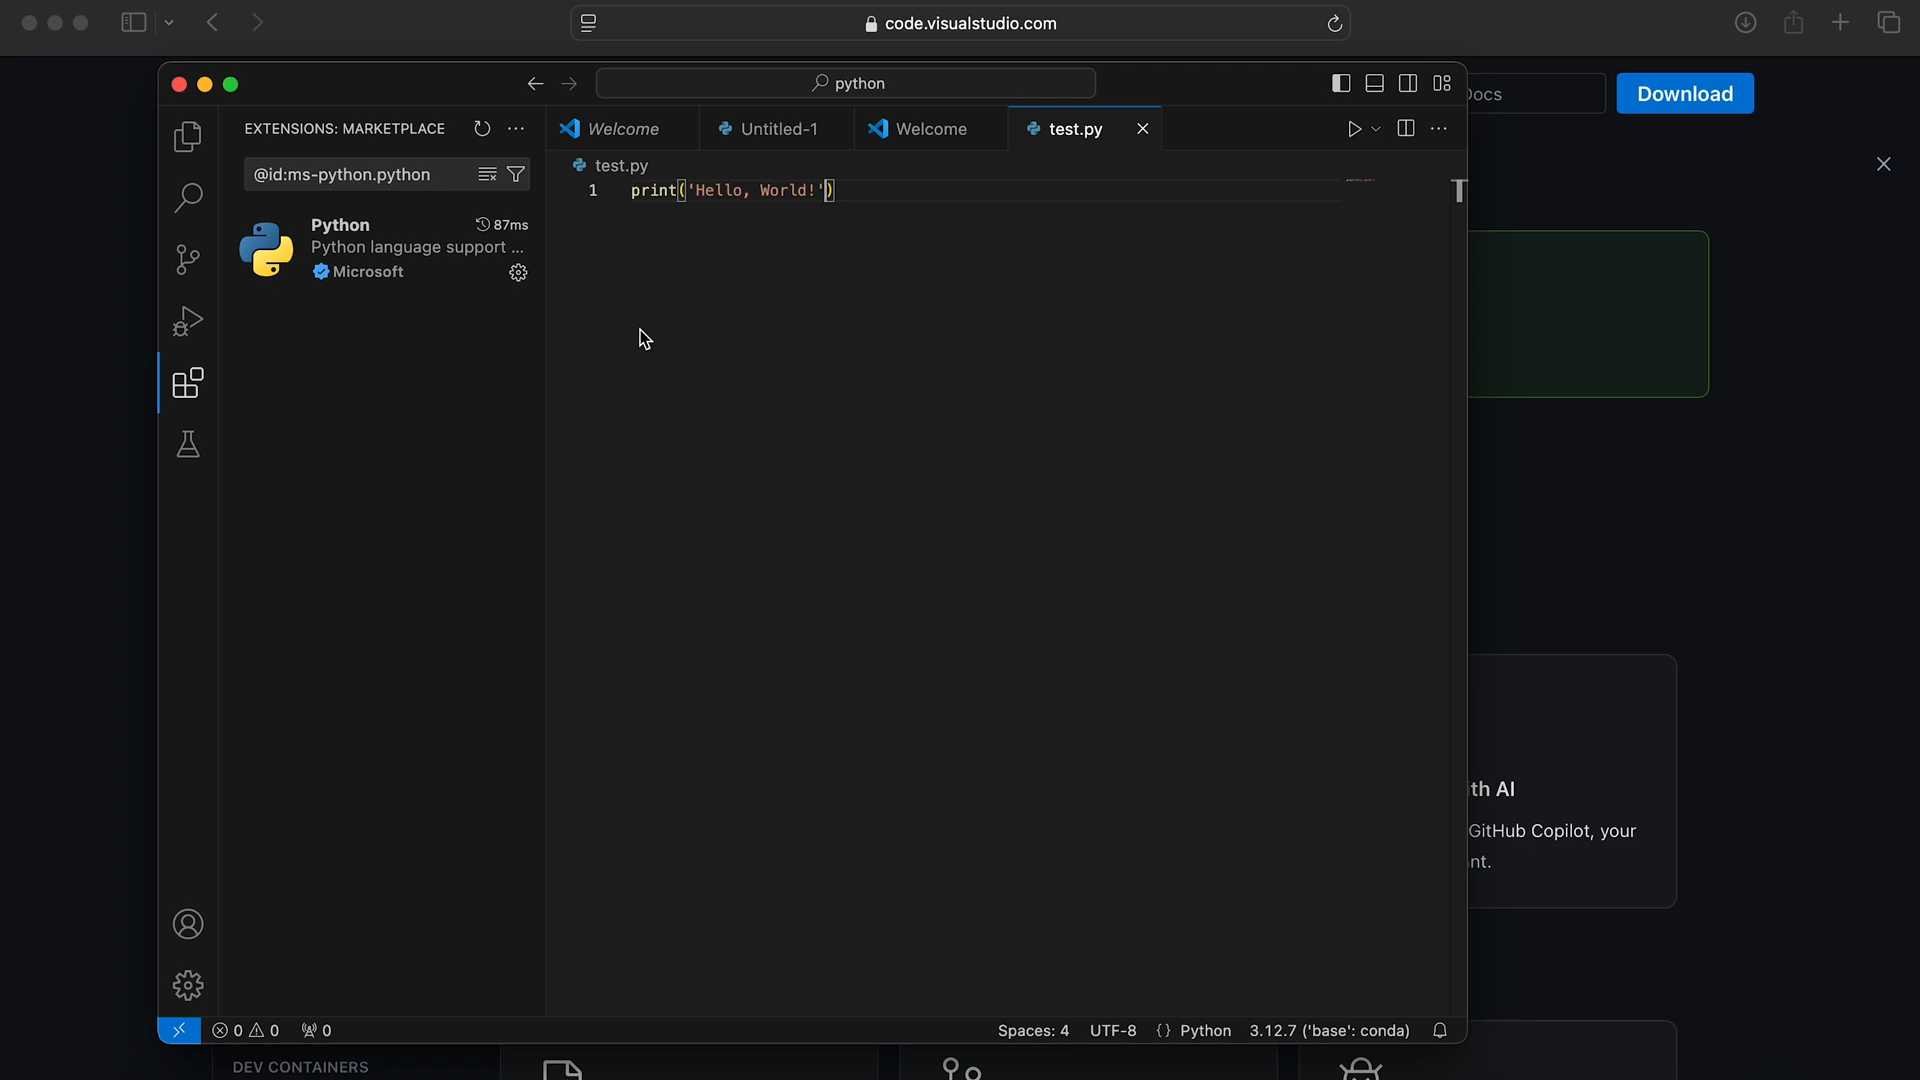 code.visualstudio.com
python
Docs
Download
EXTENSIONS: MARKETPLACE
Welcome
Untitled-1
Welcome
test.py
@id:ms-python.python
test.py
1 print('Hello, World!')
Python 87ms
Python language support ...
Microsoft
th AI
GitHub Copilot, your
nt.
0 0 0
Spaces: 4 UTF-8 {} Python 3.12.7 ('base': conda)
DEV CONTAINERS